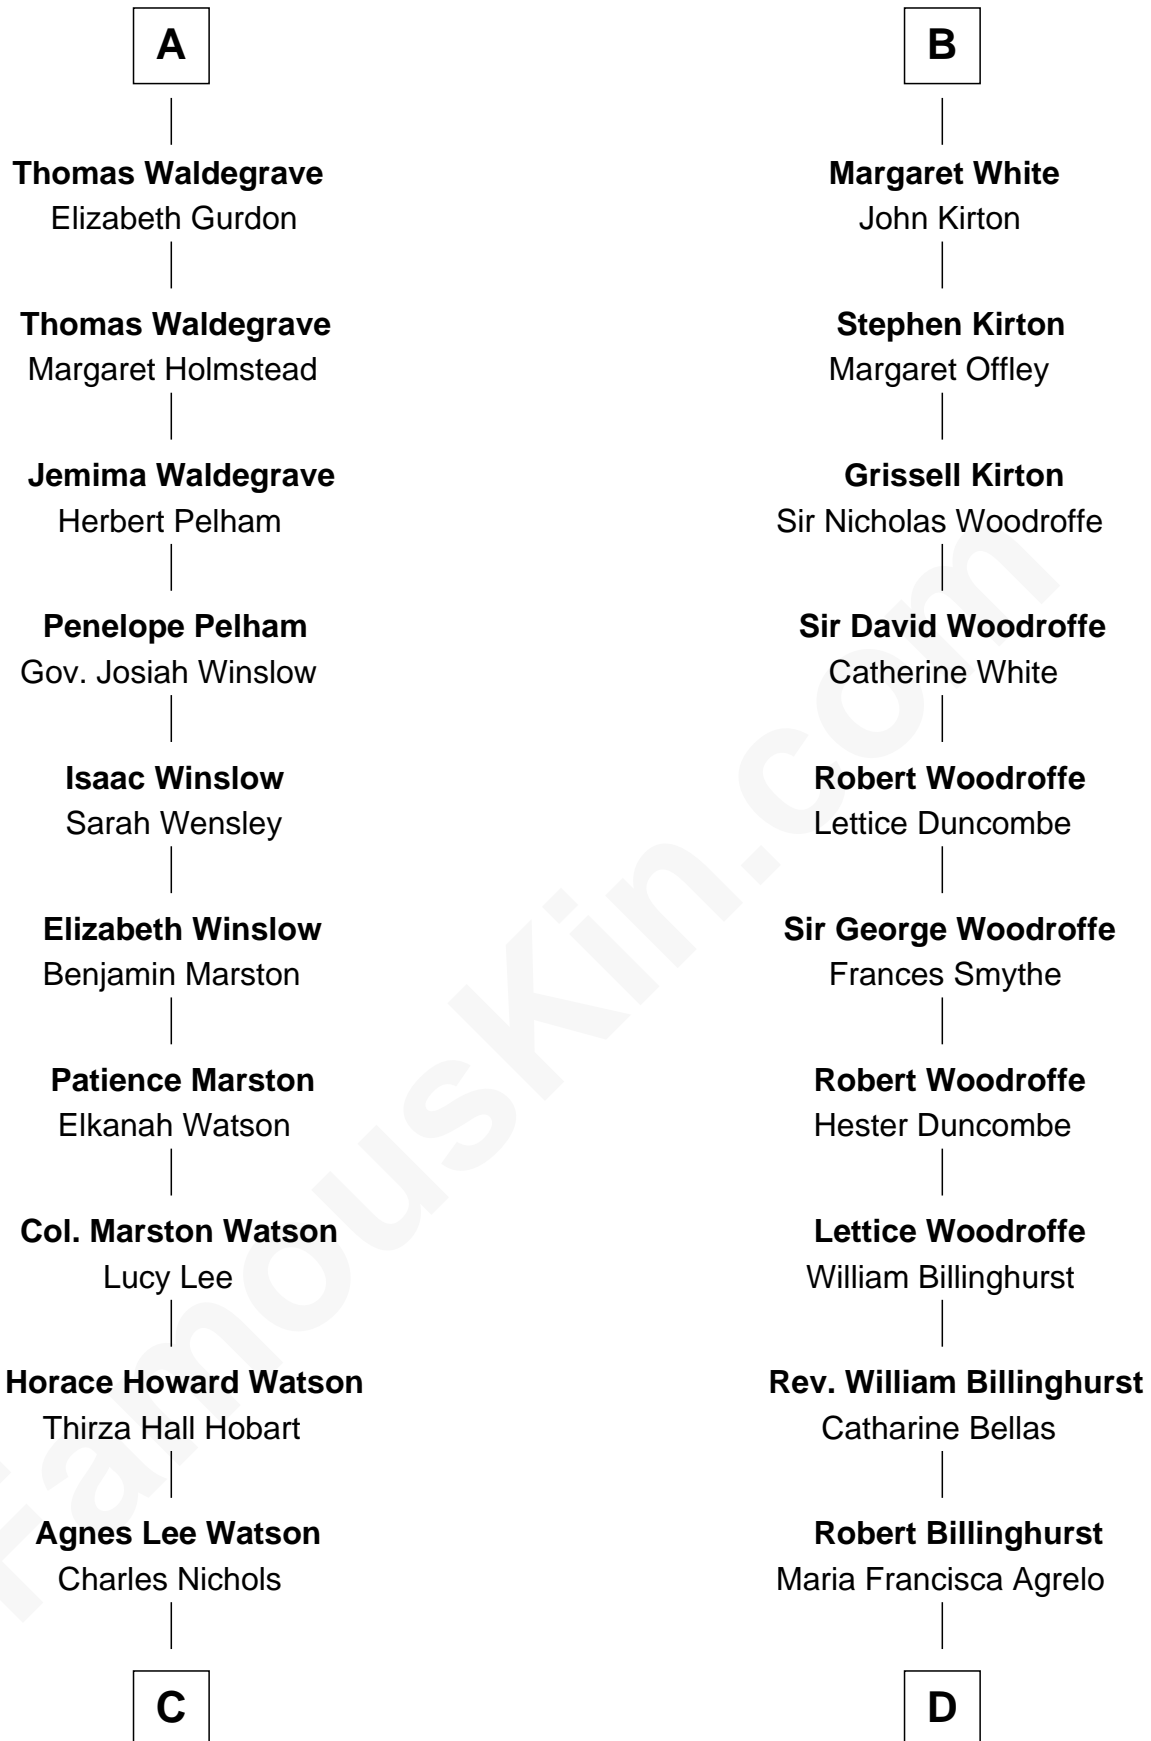 A
Thomas Waldegrave
Elizabeth Gurdon
Thomas Waldegrave
Margaret Holmstead
Jemima Waldegrave
Herbert Pelham
Penelope Pelham
Gov. Josiah Winslow
Isaac Winslow
Sarah Wensley
Elizabeth Winslow
Benjamin Marston
Patience Marston
Elkanah Watson
Col. Marston Watson
Lucy Lee
Horace Howard Watson
Thirza Hall Hobart
Agnes Lee Watson
Charles Nichols
C
B
Margaret White
John Kirton
Stephen Kirton
Margaret Offley
Grissell Kirton
Sir Nicholas Woodroffe
Sir David Woodroffe
Catherine White
Robert Woodroffe
Lettice Duncombe
Sir George Woodroffe
Frances Smythe
Robert Woodroffe
Hester Duncombe
Lettice Woodroffe
William Billinghurst
Rev. William Billinghurst
Catharine Bellas
Robert Billinghurst
Maria Francisca Agrelo
D
FamousKin.com